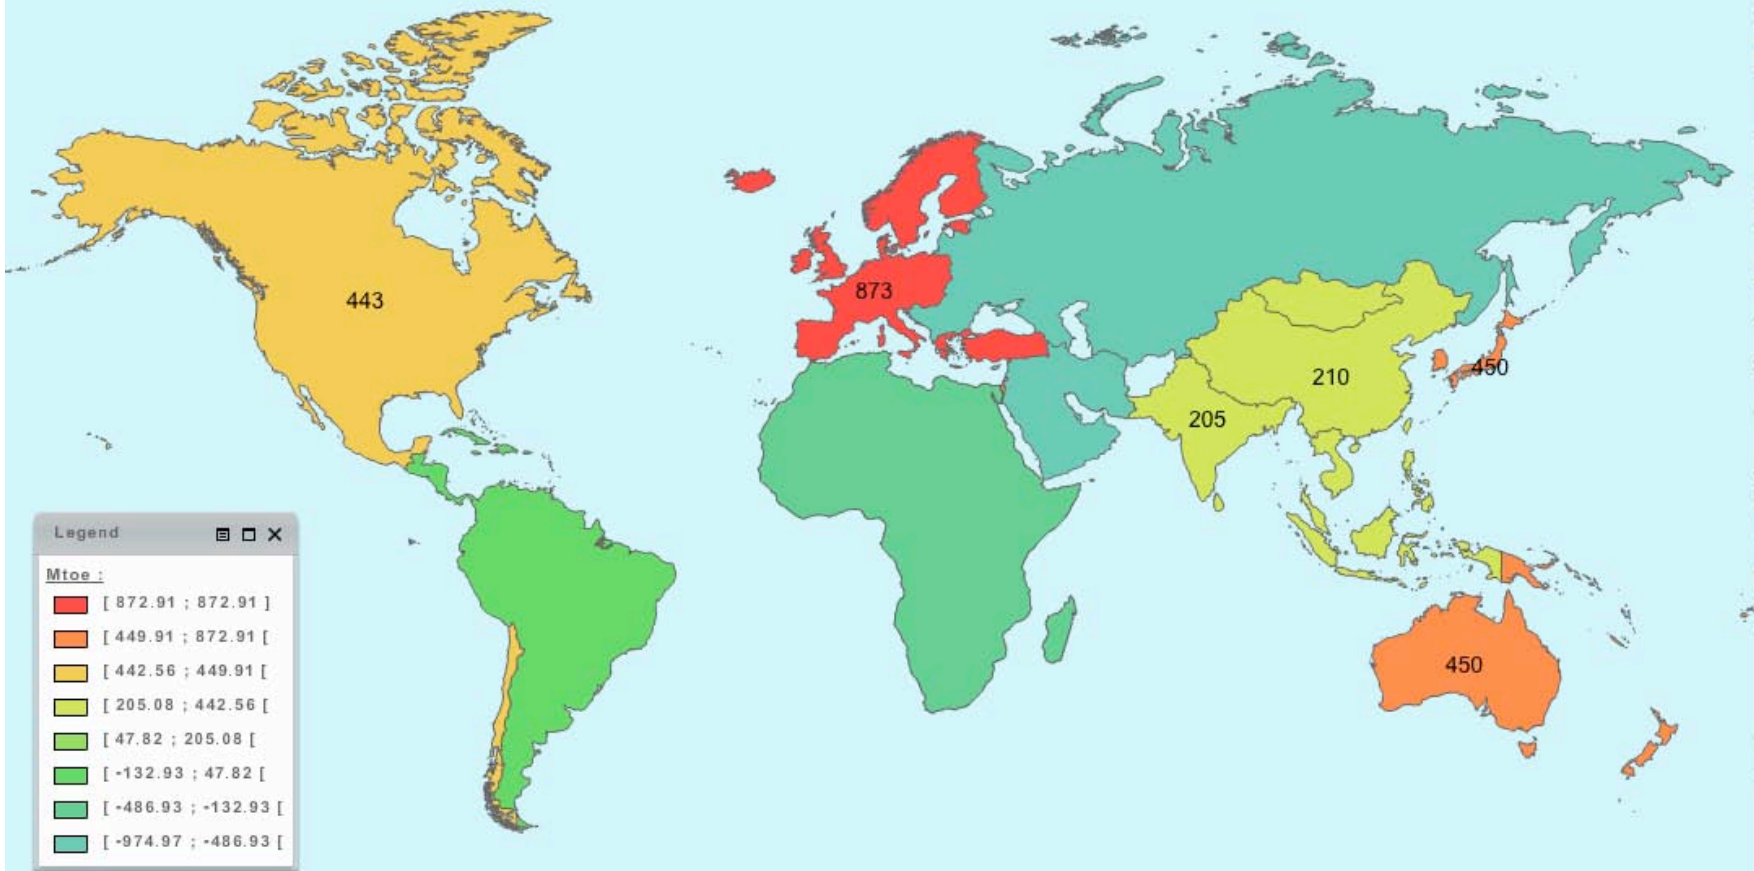 443
873
450
210
205
450
Legend
Mtoe :
[ 872.91 ; 872.91 ]
[ 449.91 ; 872.91 [
[ 442.56 ; 449.91 [
[ 205.08 ; 442.56 [
[ 47.82 ; 205.08 [
[ -132.93 ; 47.82 [
[ -486.93 ; -132.93 [
[ -974.97 ; -486.93 [